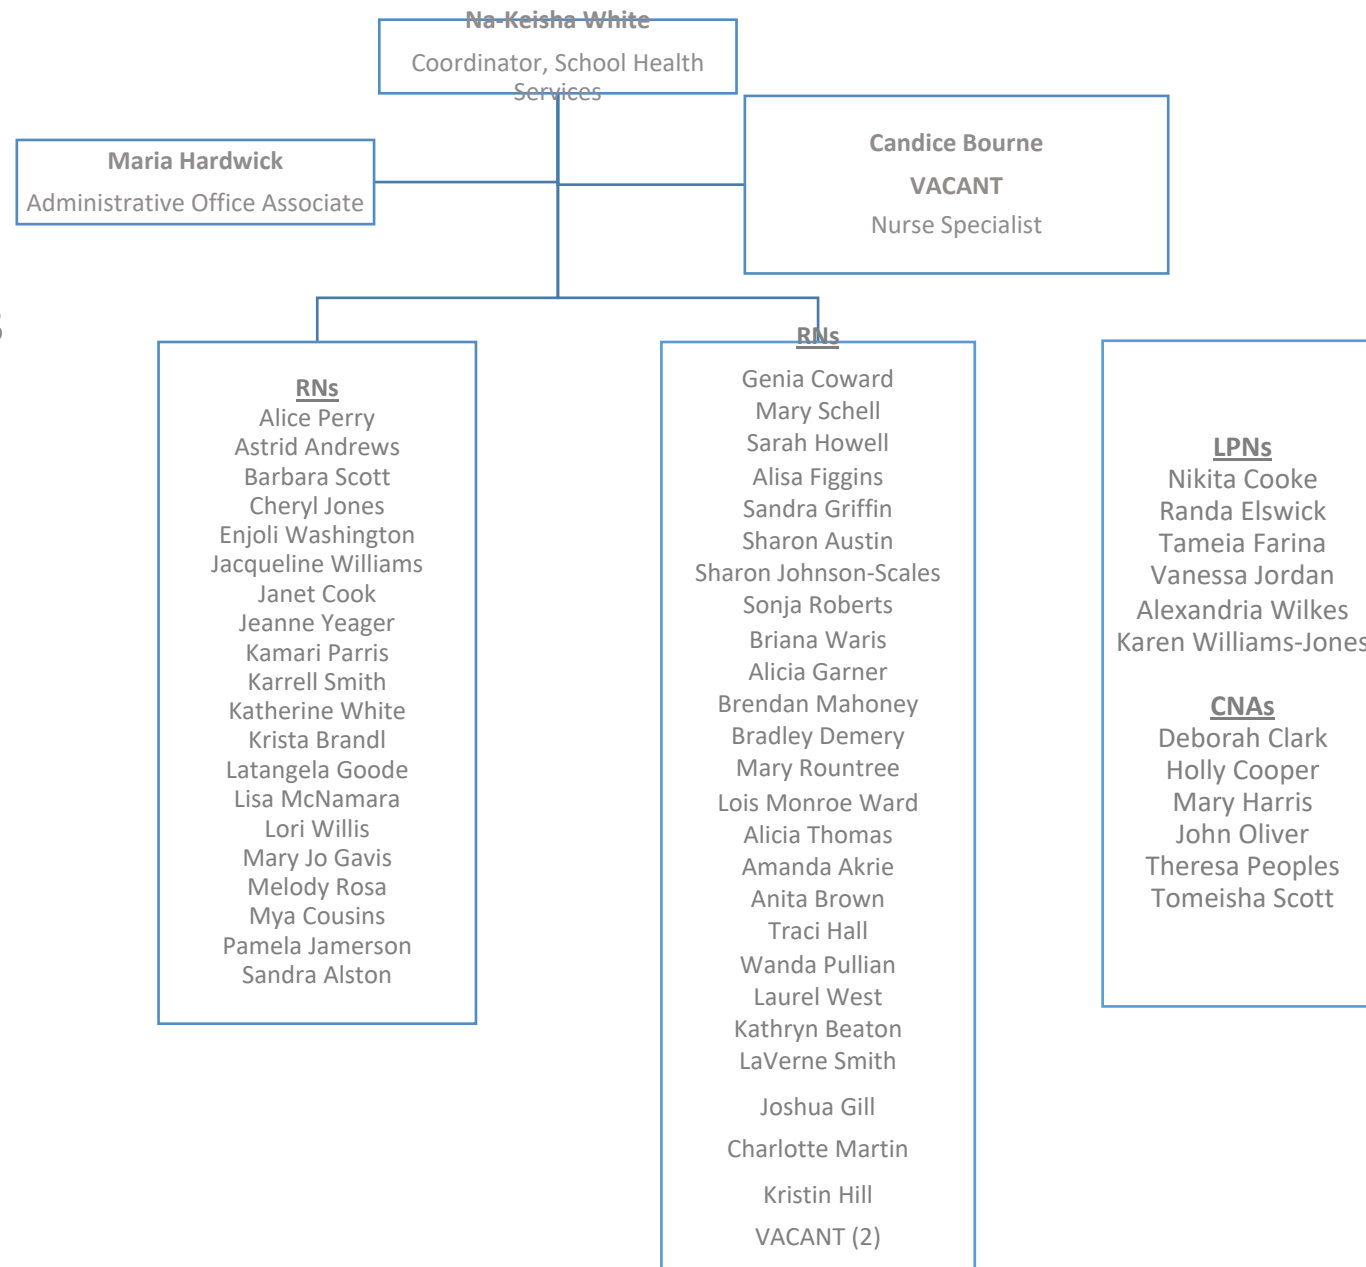 Na-Keisha White
Coordinator, School Health
Services
Maria Hardwick
Administrative Office Associate
Candice Bourne
VACANT
Nurse Specialist
RNs
Alice Perry
Astrid Andrews
Barbara Scott
Cheryl Jones
Enjoli Washington
Jacqueline Williams
Janet Cook
Jeanne Yeager
Kamari Parris
Karrell Smith
Katherine White
Krista Brandl
Latangela Goode
Lisa McNamara
Lori Willis
Mary Jo Gavis
Melody Rosa
Mya Cousins
Pamela Jamerson
Sandra Alston
RNs
Genia Coward
Mary Schell
Sarah Howell
Alisa Figgins
Sandra Griffin
Sharon Austin
Sharon Johnson-Scales
Sonja Roberts
Briana Waris
Alicia Garner
Brendan Mahoney
Bradley Demery
Mary Rountree
Lois Monroe Ward
Alicia Thomas
Amanda Akrie
Anita Brown
Traci Hall
Wanda Pullian
Laurel West
Kathryn Beaton
LaVerne Smith
Joshua Gill
Charlotte Martin
Kristin Hill
VACANT (2)
LPNs
Nikita Cooke
Randa Elswick
Tameia Farina
Vanessa Jordan
Alexandria Wilkes
Karen Williams-Jones
CNAs
Deborah Clark
Holly Cooper
Mary Harris
John Oliver
Theresa Peoples
Tomeisha Scott